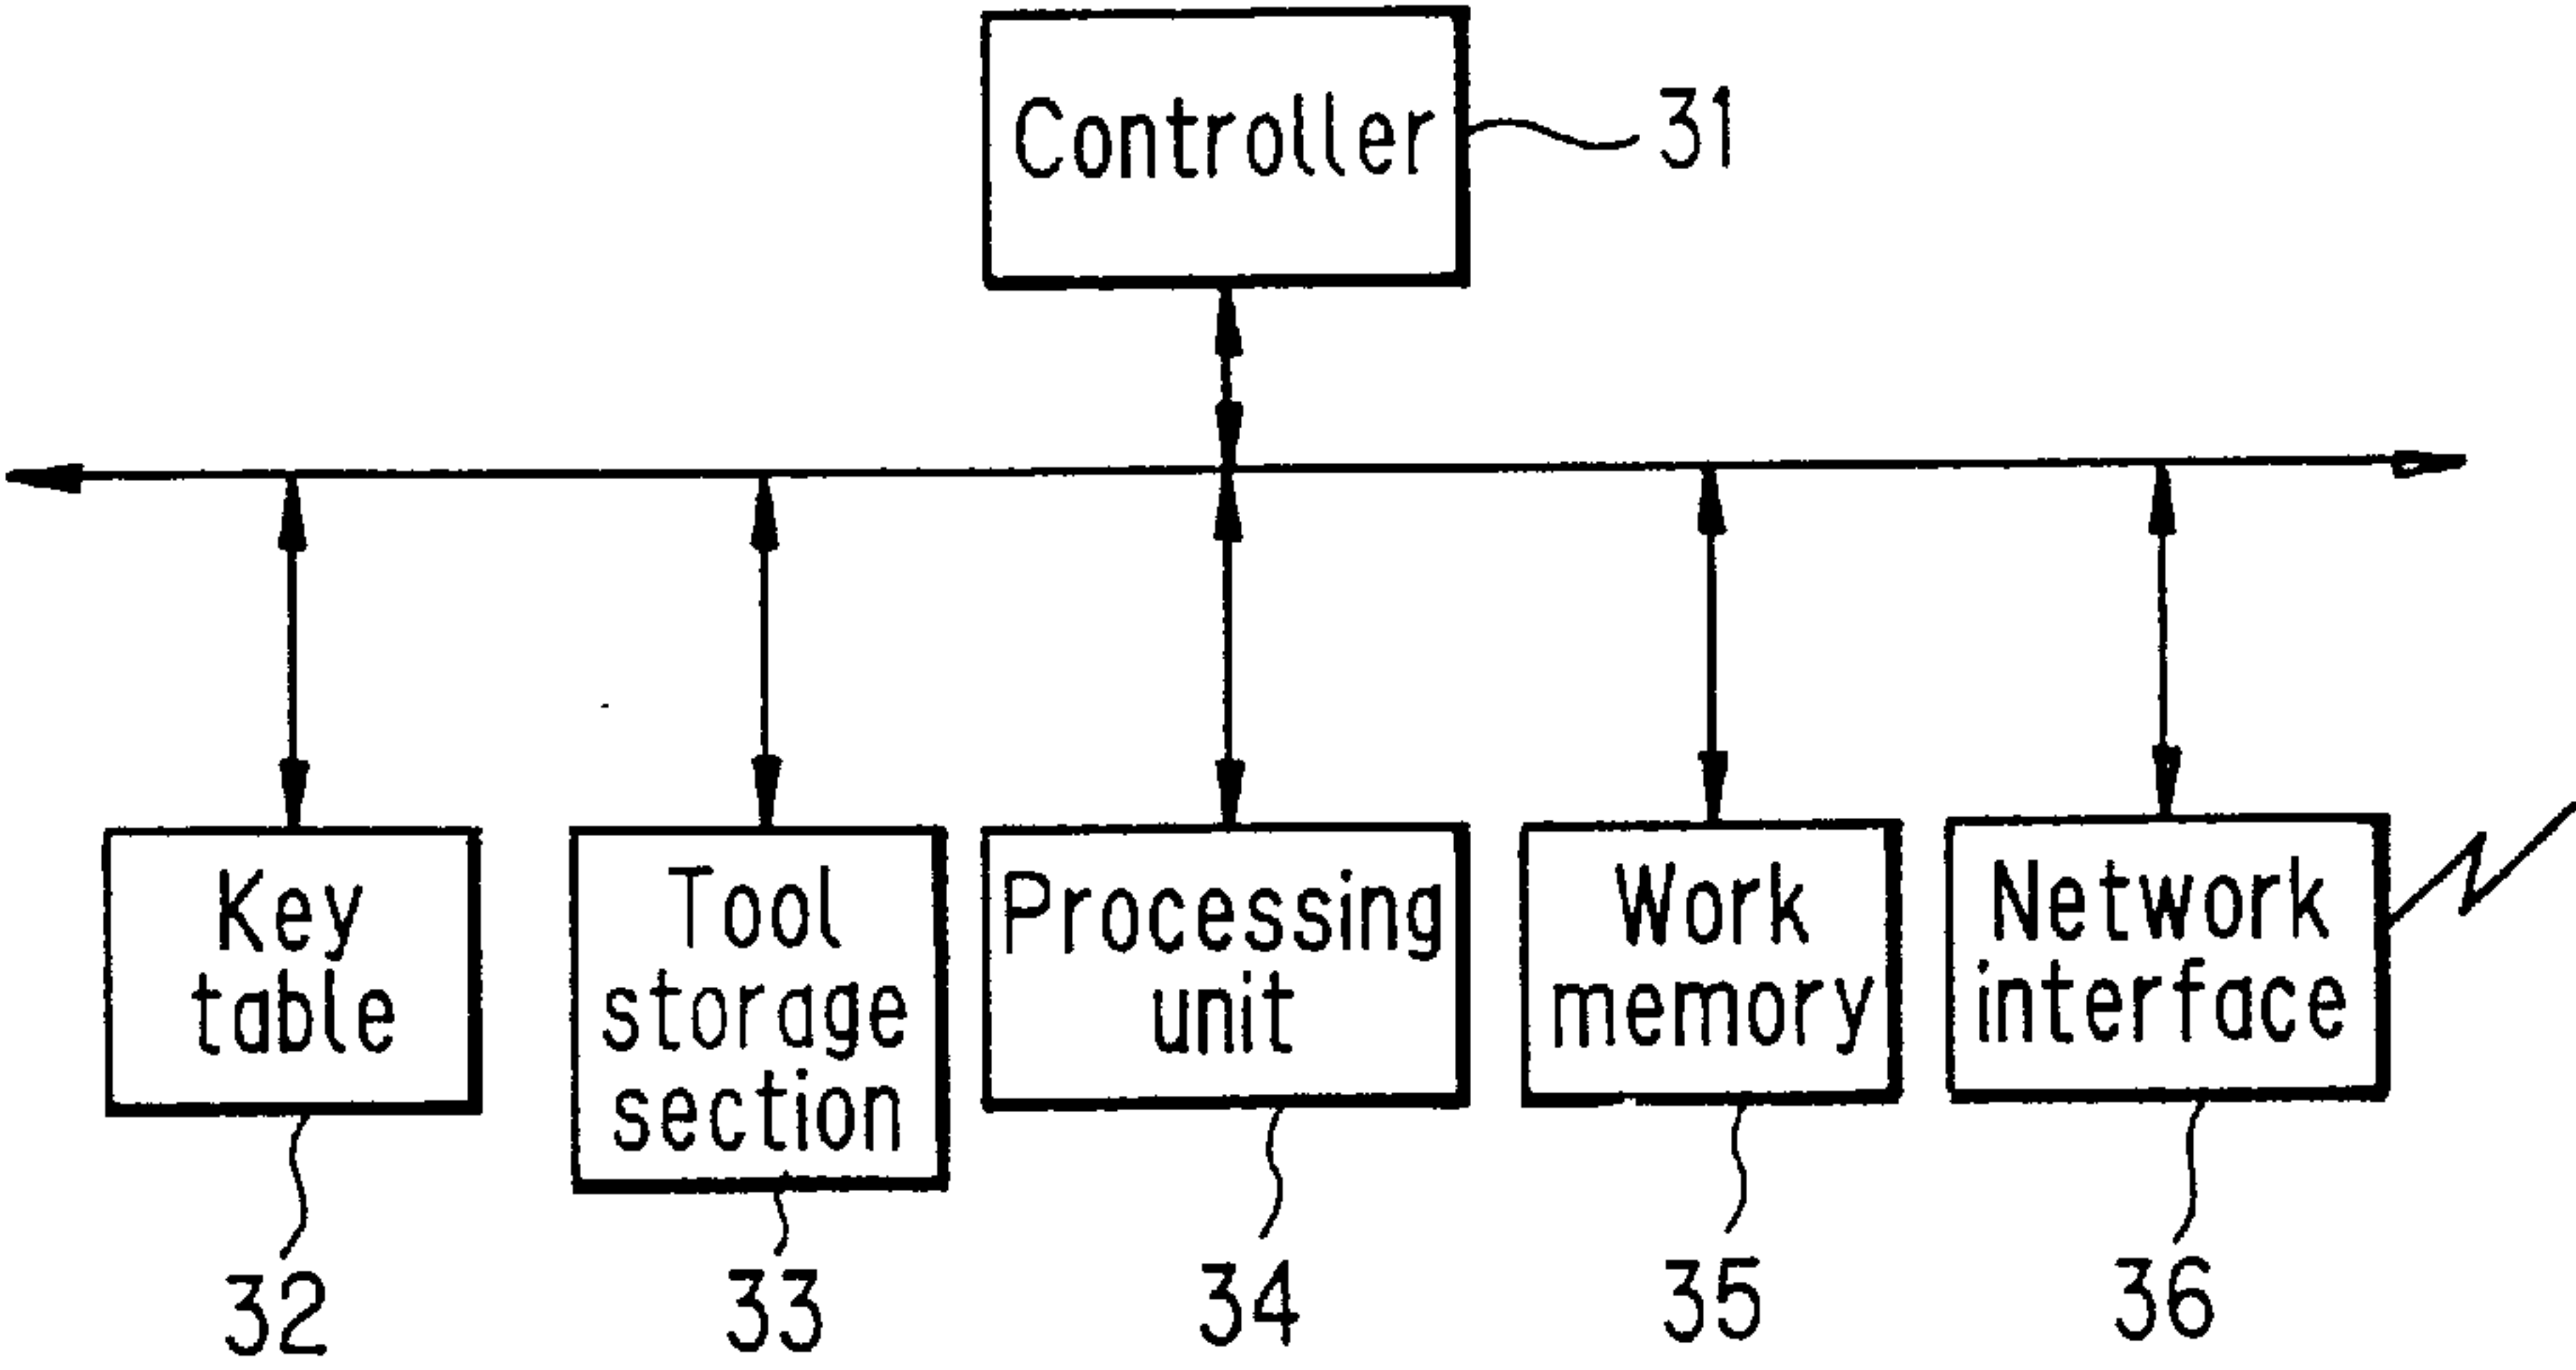 Controller
31
Key
table
Tool
storage
section
Processing
unit
Work
memory
Network
interface
32
33
34
35
36